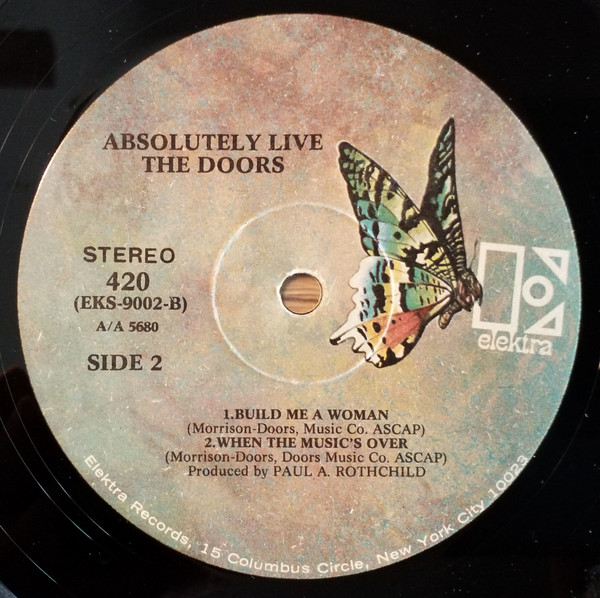 ABSOLUTELY LIVE
THE DOORS
STEREO
420
(EKS-9002-B)
A/A 5680
SIDE 2
elektra
1.BUILD ME A WOMAN
(Morrison-Doors, Music Co. ASCAP)
2.WHEN THE MUSIC'S OVER
(Morrison-Doors, Doors Music Co. ASCAP)
Produced by PAUL A. ROTHCHILD
Elektra Records, 15 Columbus Circle, New York City 10023